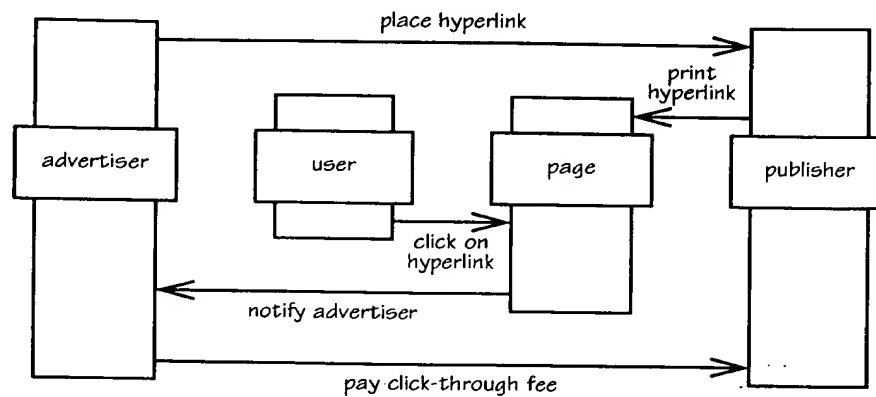 place hyperlink
print
hyperlink
advertiser
user
page
publisher
click on
hyperlink
notify advertiser
pay click-through fee